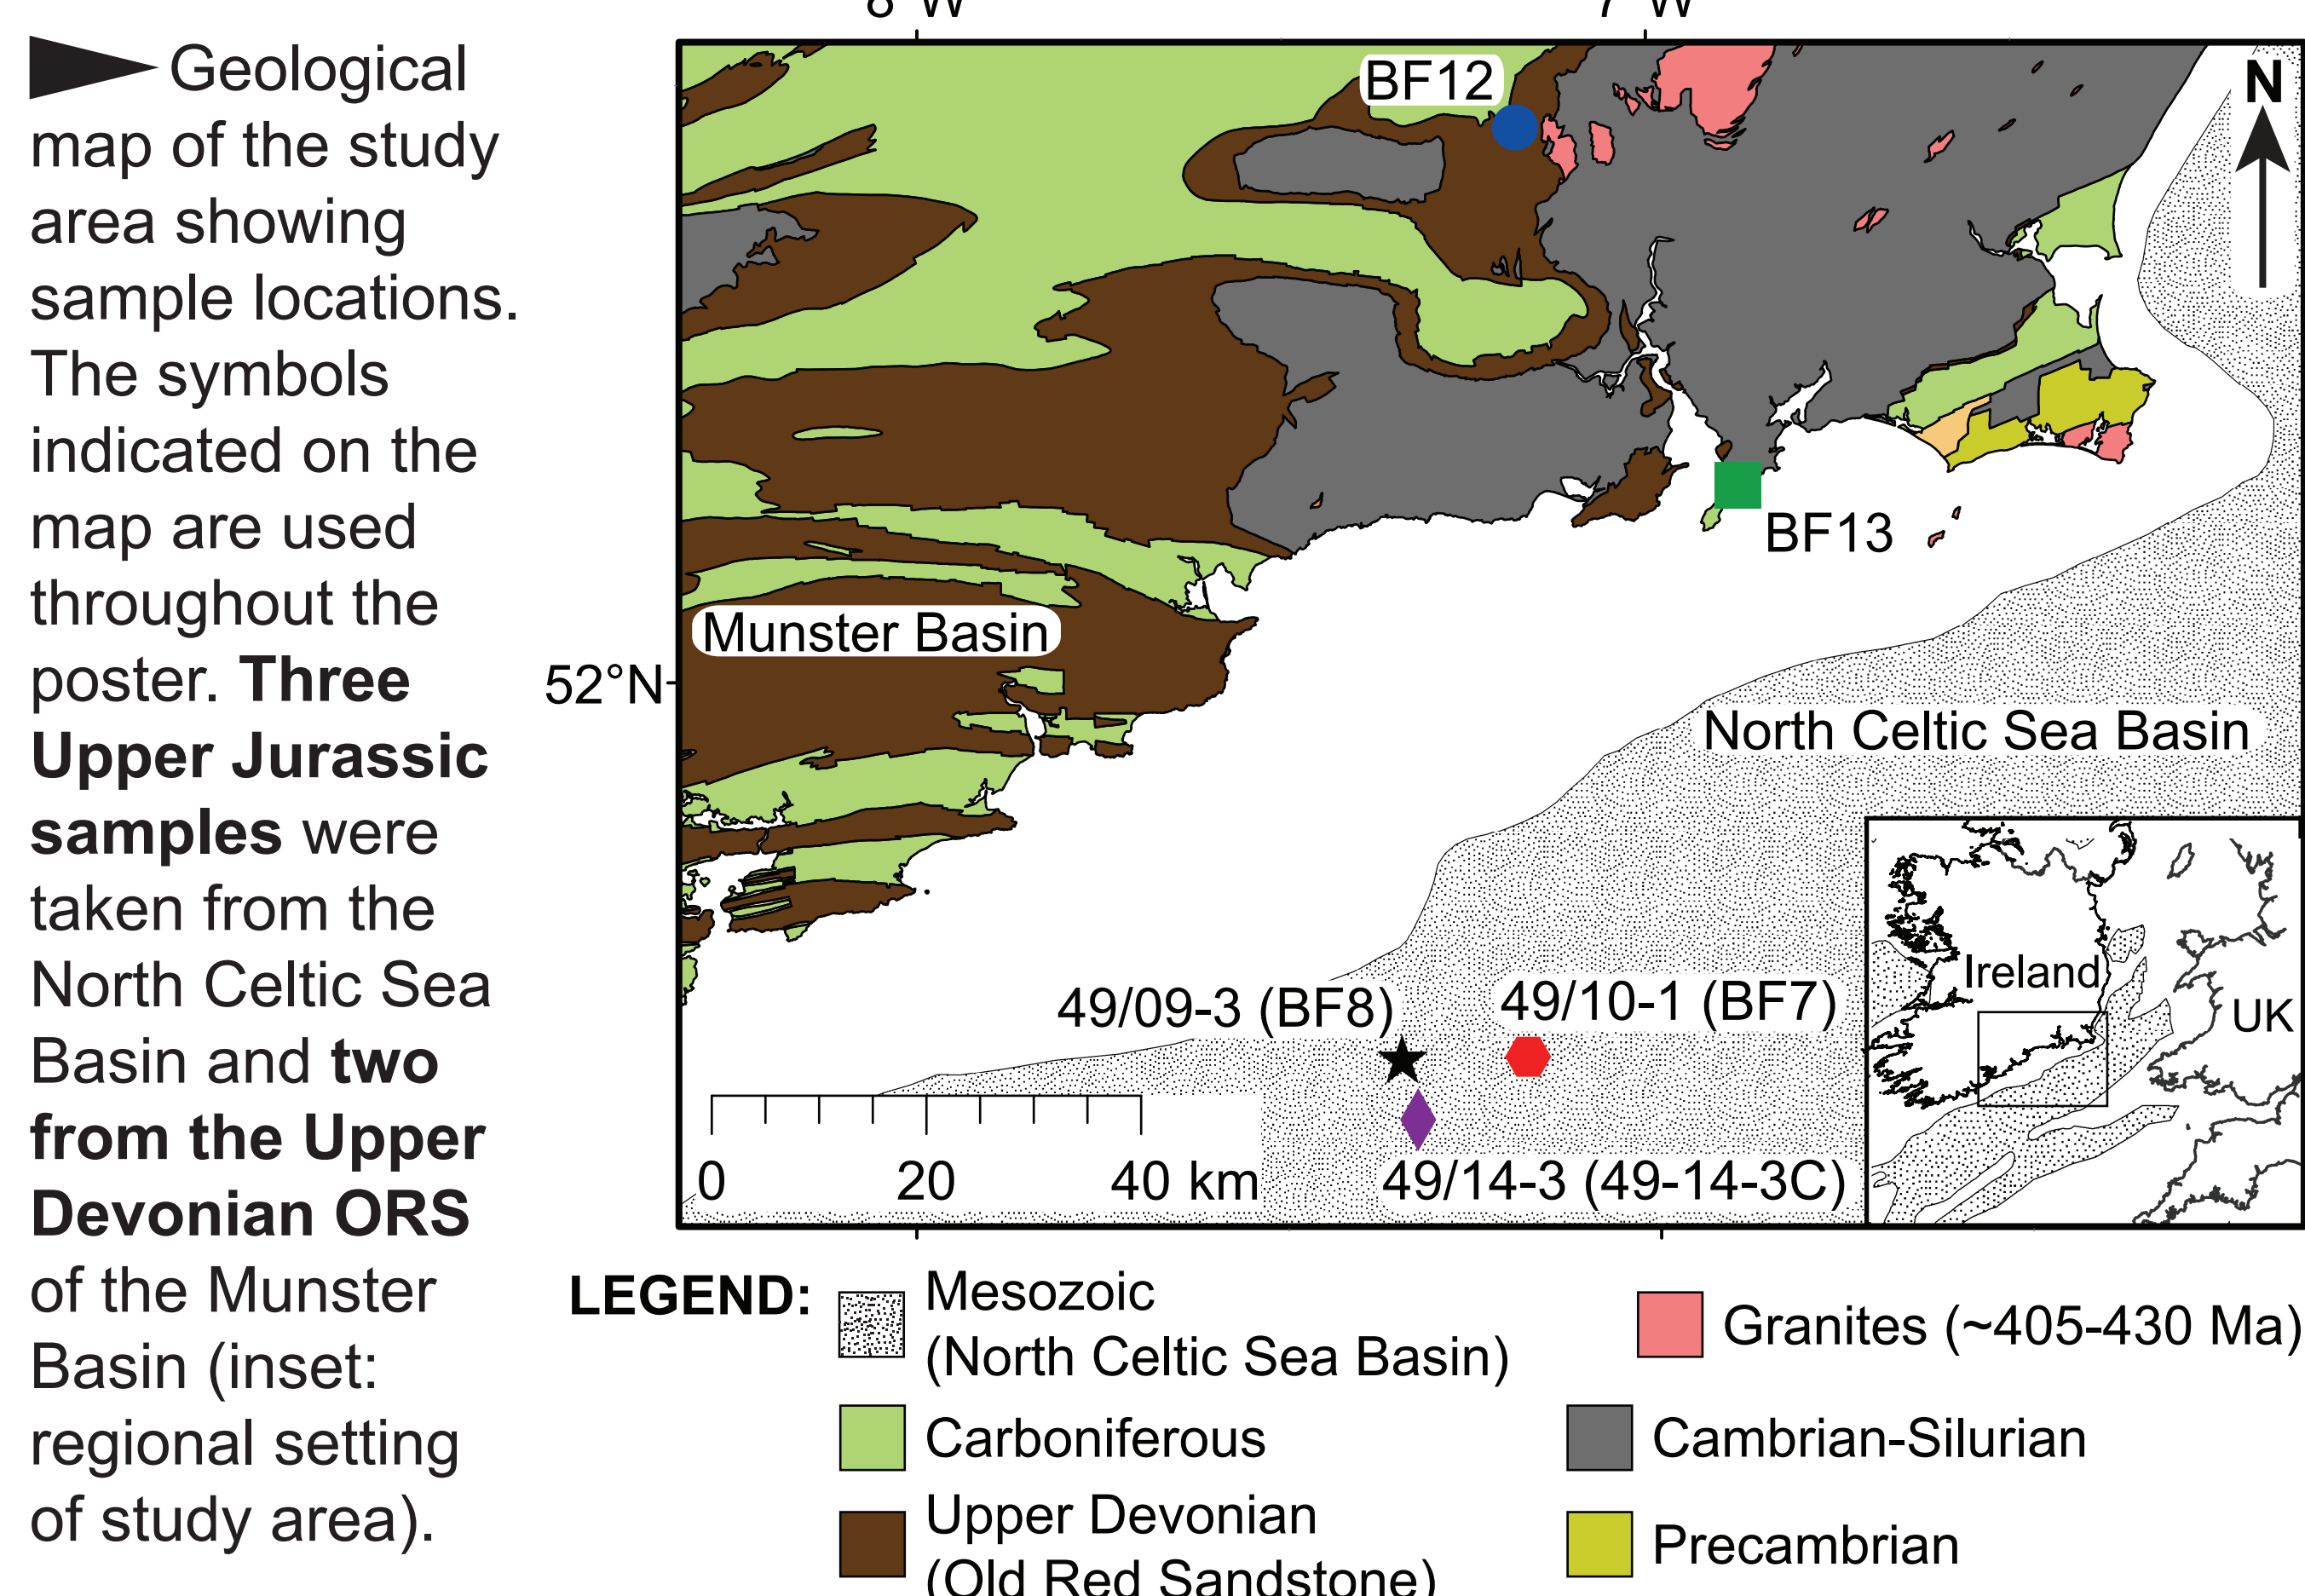 Geological
map of the study
area showing
sample locations.
The symbols
indicated on the
map are used
throughout the
poster. Three
Upper Jurassic
samples were
taken from the
North Celtic Sea
Basin and two
from the Upper
Devonian ORS
of the Munster
Basin (inset:
regional setting
of study area).
8°W
7°W
N
BF12
BF13
Munster Basin
52°N
North Celtic Sea Basin
49/09-3 (BF8)
49/10-1 (BF7)
49/14-3 (49-14-3C)
0 20 40 km
Ireland
UK
LEGEND:
Mesozoic
(North Celtic Sea Basin)
Carboniferous
Upper Devonian
(Old Red Sandstone)
Granites (~405-430 Ma)
Cambrian-Silurian
Precambrian